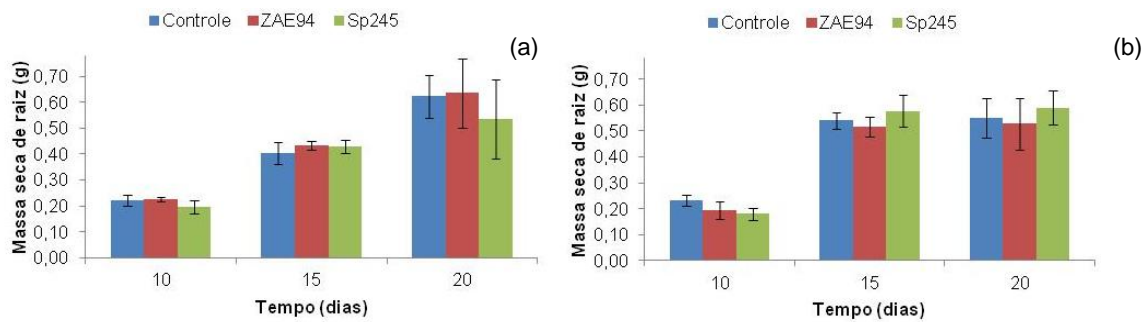 Controle ZAE94 Sp245
(a)
Massa seca de raiz (g)
0,70
0,60
0,50
0,40
0,30
0,20
0,10
0,00
10 15 20
Tempo (dias)
Controle ZAE94 Sp245
(b)
Massa seca de raiz (g)
0,70
0,60
0,50
0,40
0,30
0,20
0,10
0,00
10 15 20
Tempo (dias)